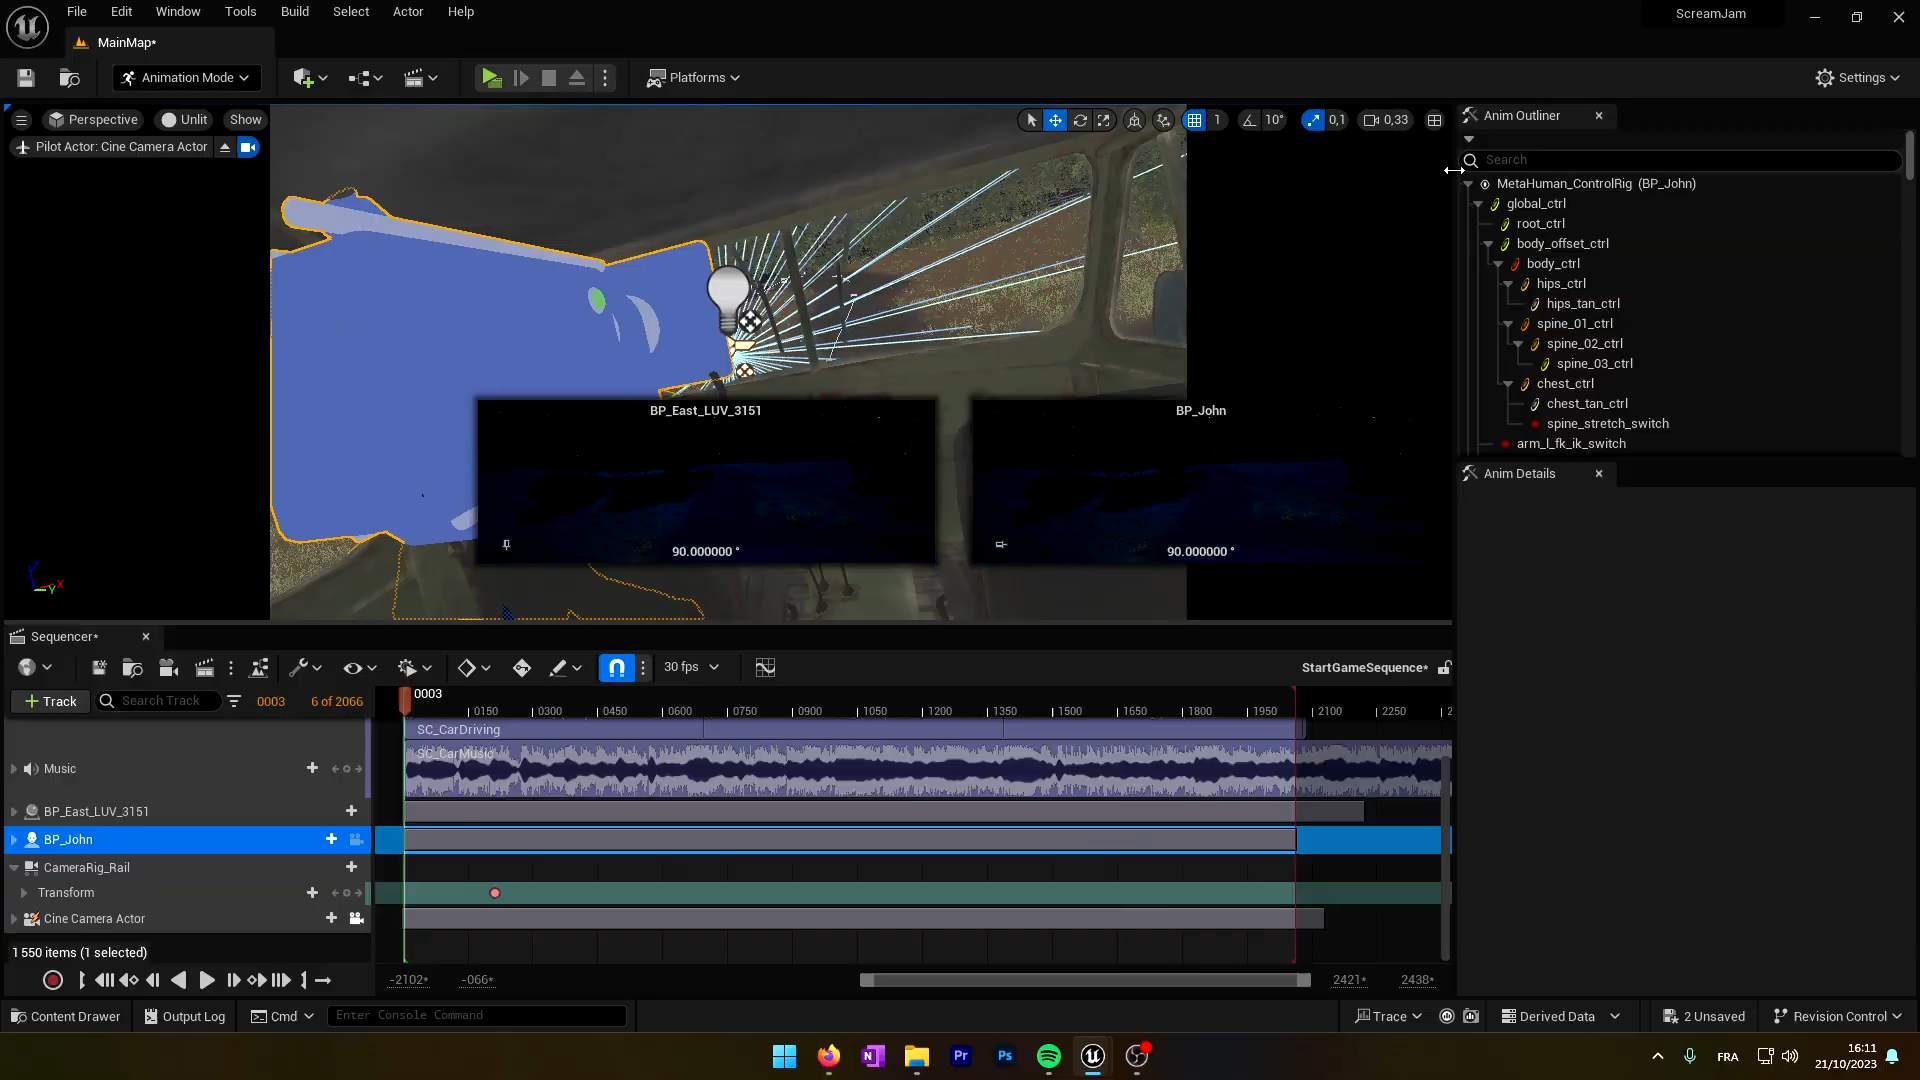 File Edit Window Tools Build Select Actor Help
ScreamJam
MainMap*
Animation Mode
Platforms
Settings
Perspective Unlit Show
1 10° 0,1 0,33
Pilot Actor: Cine Camera Actor
Anim Outliner
Search
MetaHuman_ControlRig (BP_John)
global_ctrl
root_ctrl
body_offset_ctrl
body_ctrl
hips_ctrl
hips_tan_ctrl
spine_01_ctrl
spine_02_ctrl
spine_03_ctrl
chest_ctrl
chest_tan_ctrl
spine_stretch_switch
arm_l_fk_ik_switch
Anim Details
BP_East_LUV_3151
90.000000 °
BP_John
90.000000 °
Sequencer*
30 fps
StartGameSequence*
Track
Search Track
0003
6 of 2066
0003
0150 0300 0450 0600 0750 0900 1050 1200 1350 1500 1650 1800 1950 2100 2250 2
SC_CarDriving
SC_CarMusic
Music
BP_East_LUV_3151
BP_John
CameraRig_Rail
Transform
Cine Camera Actor
1 550 items (1 selected)
-2102* -066* 2421* 2438*
Content Drawer
Output Log
Cmd
Enter Console Command
Trace
Derived Data
2 Unsaved
Revision Control
Pr
Ps
FRA
16:11
21/10/2023